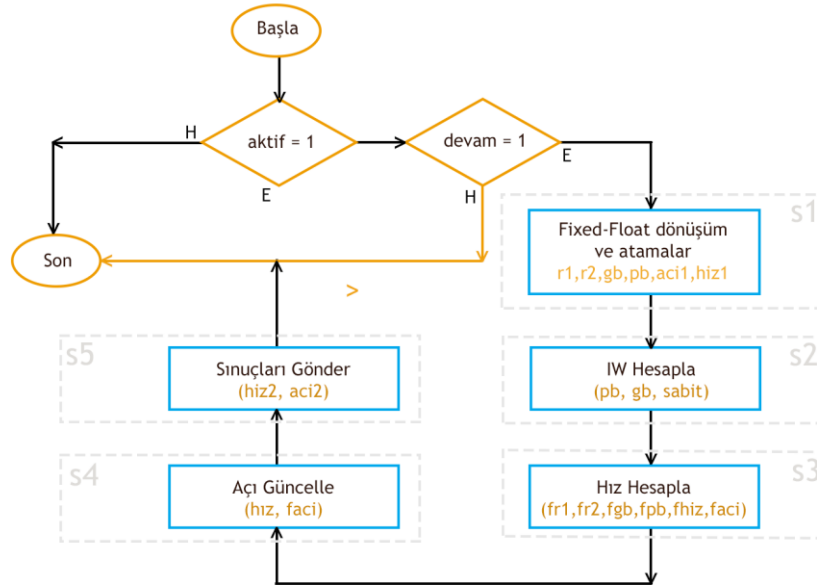 Başla
H
aktif = 1
E
devam = 1
E
H
Son
>
s1
Fixed-Float dönüşüm
ve atamalar
r1,r2,gb,pb,aci1,hiz1
s2
IW Hesapla
(pb, gb, sabit)
s3
Hız Hesapla
(fr1,fr2,fgb,fpb,fhiz,faci)
s4
Açı Güncelle
(hız, faci)
s5
Sınuçları Gönder
(hiz2, aci2)